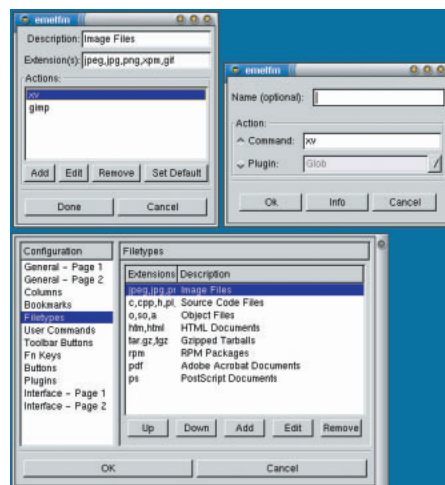 emelfm
Description: Image Files
Extension(s): jpeg,jpg,png,xpm,gif
Actions:
xv
gimp
Add Edit Remove Set Default
Done Cancel
emelfm
Name (optional):
Action:
Command: xv
Plugin: Glob
Ok Info Cancel
Configuration
General - Page 1
General - Page 2
Columns
Bookmarks
Filetypes
User Commands
Toolbar Buttons
Fn Keys
Buttons
Plugins
Interface - Page 1
Interface - Page 2
Filetypes
Extensions Description
jpeg,jpg,pr Image Files
c,cpp,h,pl, Source Code Files
o,so,a Object Files
htm,html HTML Documents
tar.gz,tgz Gzipped Tarballs
rpm RPM Packages
pdf Adobe Acrobat Documents
ps PostScript Documents
Up Down Add Edit Remove
OK Cancel